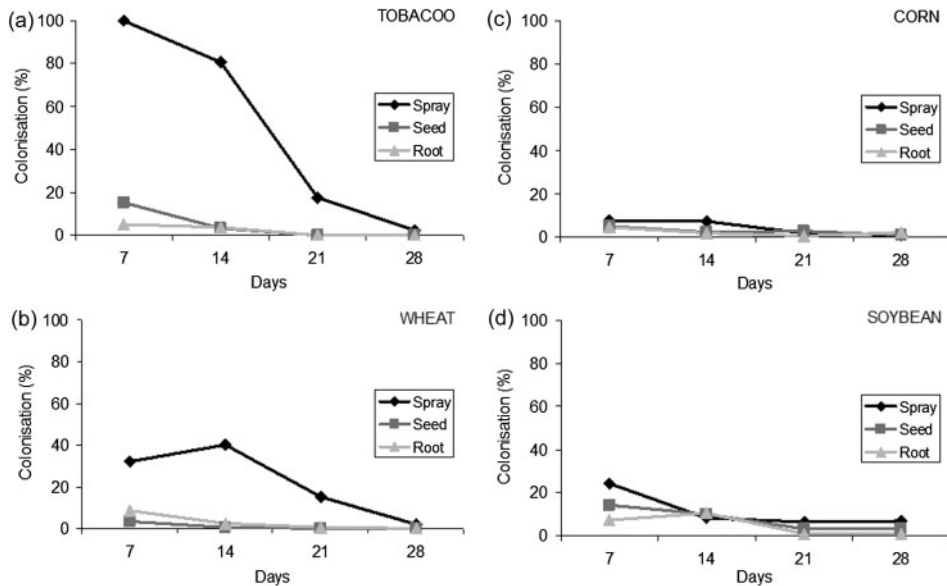 (a)
TOBACOO
100
80
60
40
20
0
Colonisation (%)
Spray
Seed
Root
7 14 21 28
Days
(c)
CORN
100
80
60
40
20
0
Colonisation (%)
Spray
Seed
Root
7 14 21 28
Days
(b)
WHEAT
100
80
60
40
20
0
Colonisation (%)
Spray
Seed
Root
7 14 21 28
Days
(d)
SOYBEAN
100
80
60
40
20
0
Colonisation (%)
Spray
Seed
Root
7 14 21 28
Days